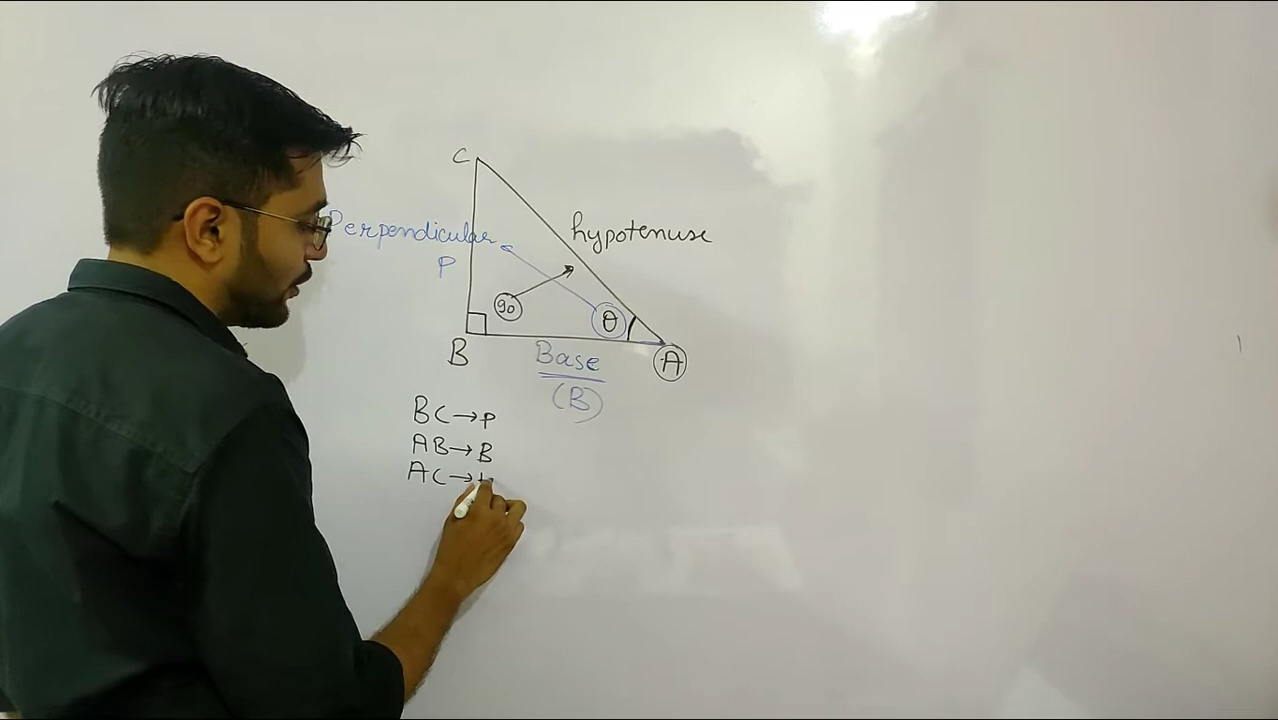 C
Perpendicular
hypotenuse
P
90
θ
B
Base
A
(B)
BC→P
AB→B
AC→